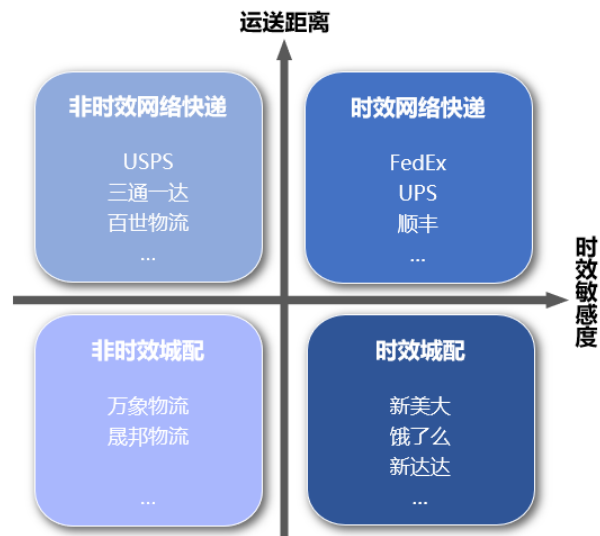 运送距离
非时效网络快递
USPS
三通一达
百世物流
...
时效网络快递
FedEx
UPS
顺丰
...
时效敏感度
非时效城配
万象物流
晟邦物流
...
时效城配
新美大
饿了么
新达达
...